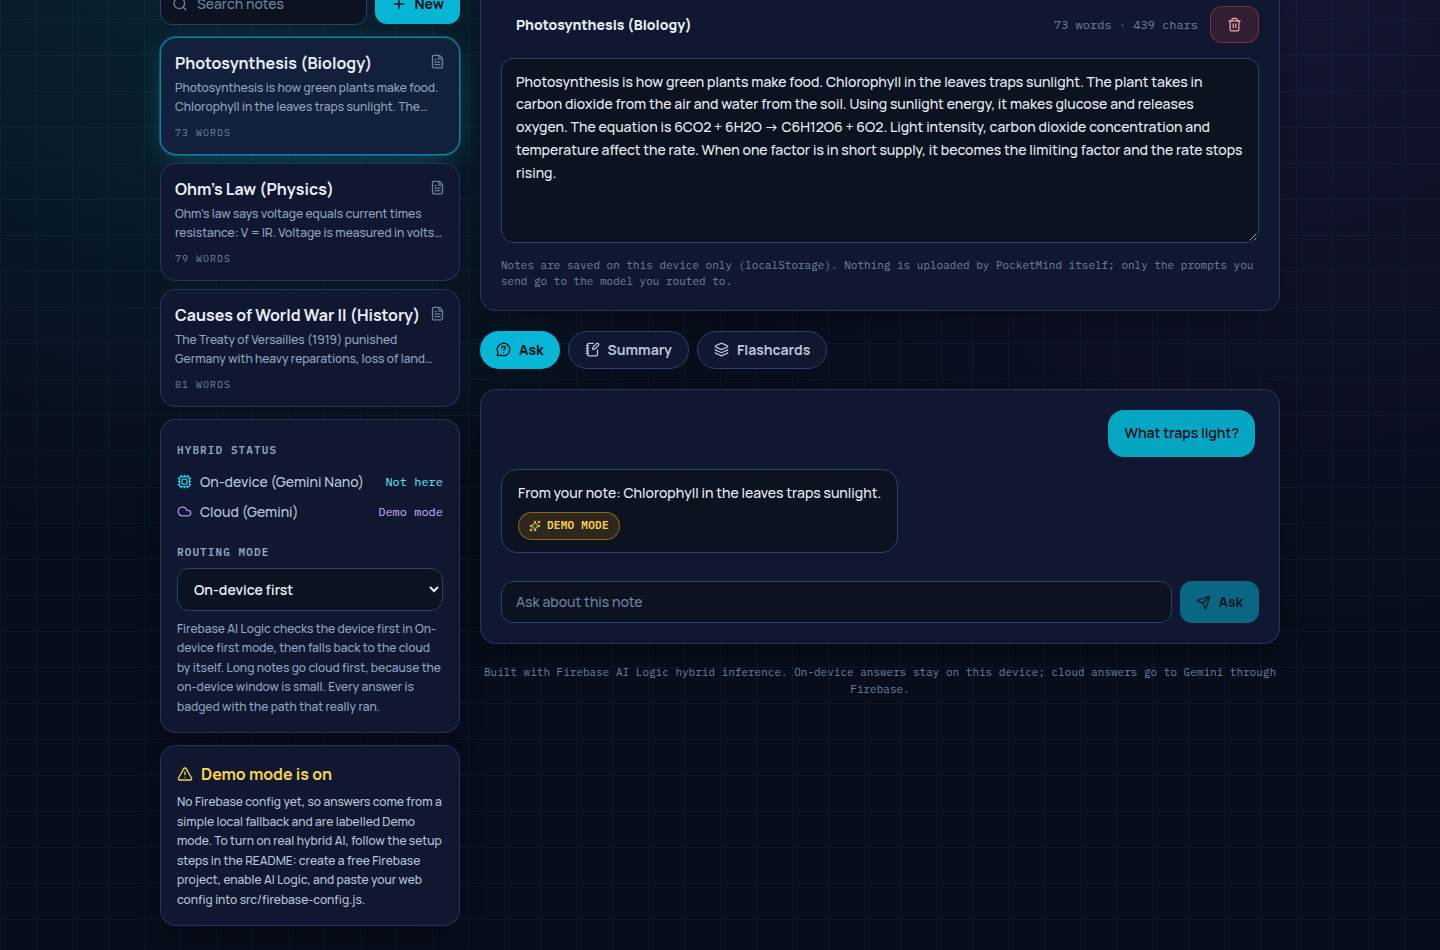 Search notes
New
Photosynthesis (Biology)
Photosynthesis is how green plants make food.
Chlorophyll in the leaves traps sunlight. The...
73 WORDS
Ohm's Law (Physics)
Ohm's law says voltage equals current times
resistance: V = IR. Voltage is measured in volts...
79 WORDS
Causes of World War II (History)
The Treaty of Versailles (1919) punished
Germany with heavy reparations, loss of land...
81 WORDS
HYBRID STATUS
On-device (Gemini Nano) Not here
Cloud (Gemini) Demo mode
ROUTING MODE
On-device first
Firebase AI Logic checks the device first in On-
device first mode, then falls back to the cloud
by itself. Long notes go cloud first, because the
on-device window is small. Every answer is
badged with the path that really ran.
Demo mode is on
No Firebase config yet, so answers come from a
simple local fallback and are labelled Demo
mode. To turn on real hybrid AI, follow the setup
steps in the README: create a free Firebase
project, enable AI Logic, and paste your web
config into src/firebase-config.js.
Photosynthesis (Biology) 73 words · 439 chars
Photosynthesis is how green plants make food. Chlorophyll in the leaves traps sunlight. The plant takes in
carbon dioxide from the air and water from the soil. Using sunlight energy, it makes glucose and releases
oxygen. The equation is 6CO2 + 6H2O → C6H12O6 + 6O2. Light intensity, carbon dioxide concentration and
temperature affect the rate. When one factor is in short supply, it becomes the limiting factor and the rate stops
rising.
Notes are saved on this device only (localStorage). Nothing is uploaded by PocketMind itself; only the prompts you
send go to the model you routed to.
Ask
Summary
Flashcards
What traps light?
From your note: Chlorophyll in the leaves traps sunlight.
DEMO MODE
Ask about this note
Ask
Built with Firebase AI Logic hybrid inference. On-device answers stay on this device; cloud answers go to Gemini through
Firebase.